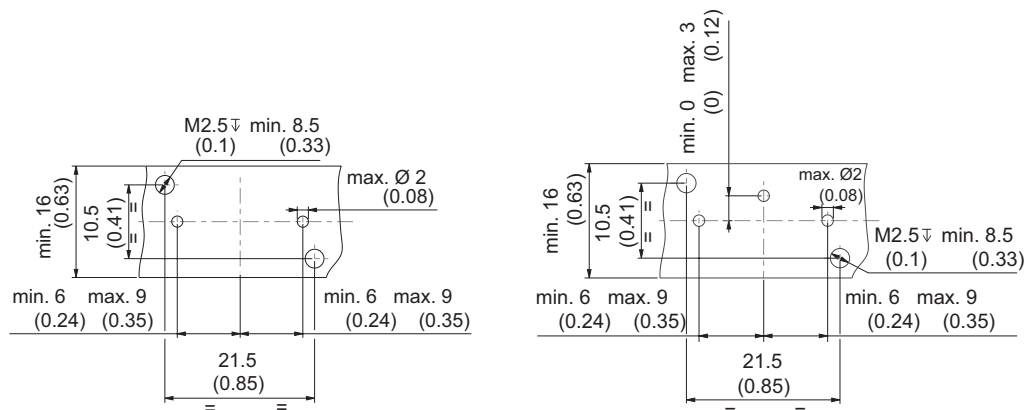 M2.5↧ min. 8.5
(0.1) (0.33)
max. Ø 2
(0.08)
min. 16
(0.63)
10.5
(0.41)
=
=
min. 6 max. 9
(0.24) (0.35)
min. 6 max. 9
(0.24) (0.35)
21.5
(0.85)
min. 0 max. 3
(0) (0.12)
max. Ø2
(0.08)
min. 16
(0.63)
10.5
(0.41)
=
=
M2.5↧ min. 8.5
(0.1) (0.33)
min. 6 max. 9
(0.24) (0.35)
min. 6 max. 9
(0.24) (0.35)
21.5
(0.85)